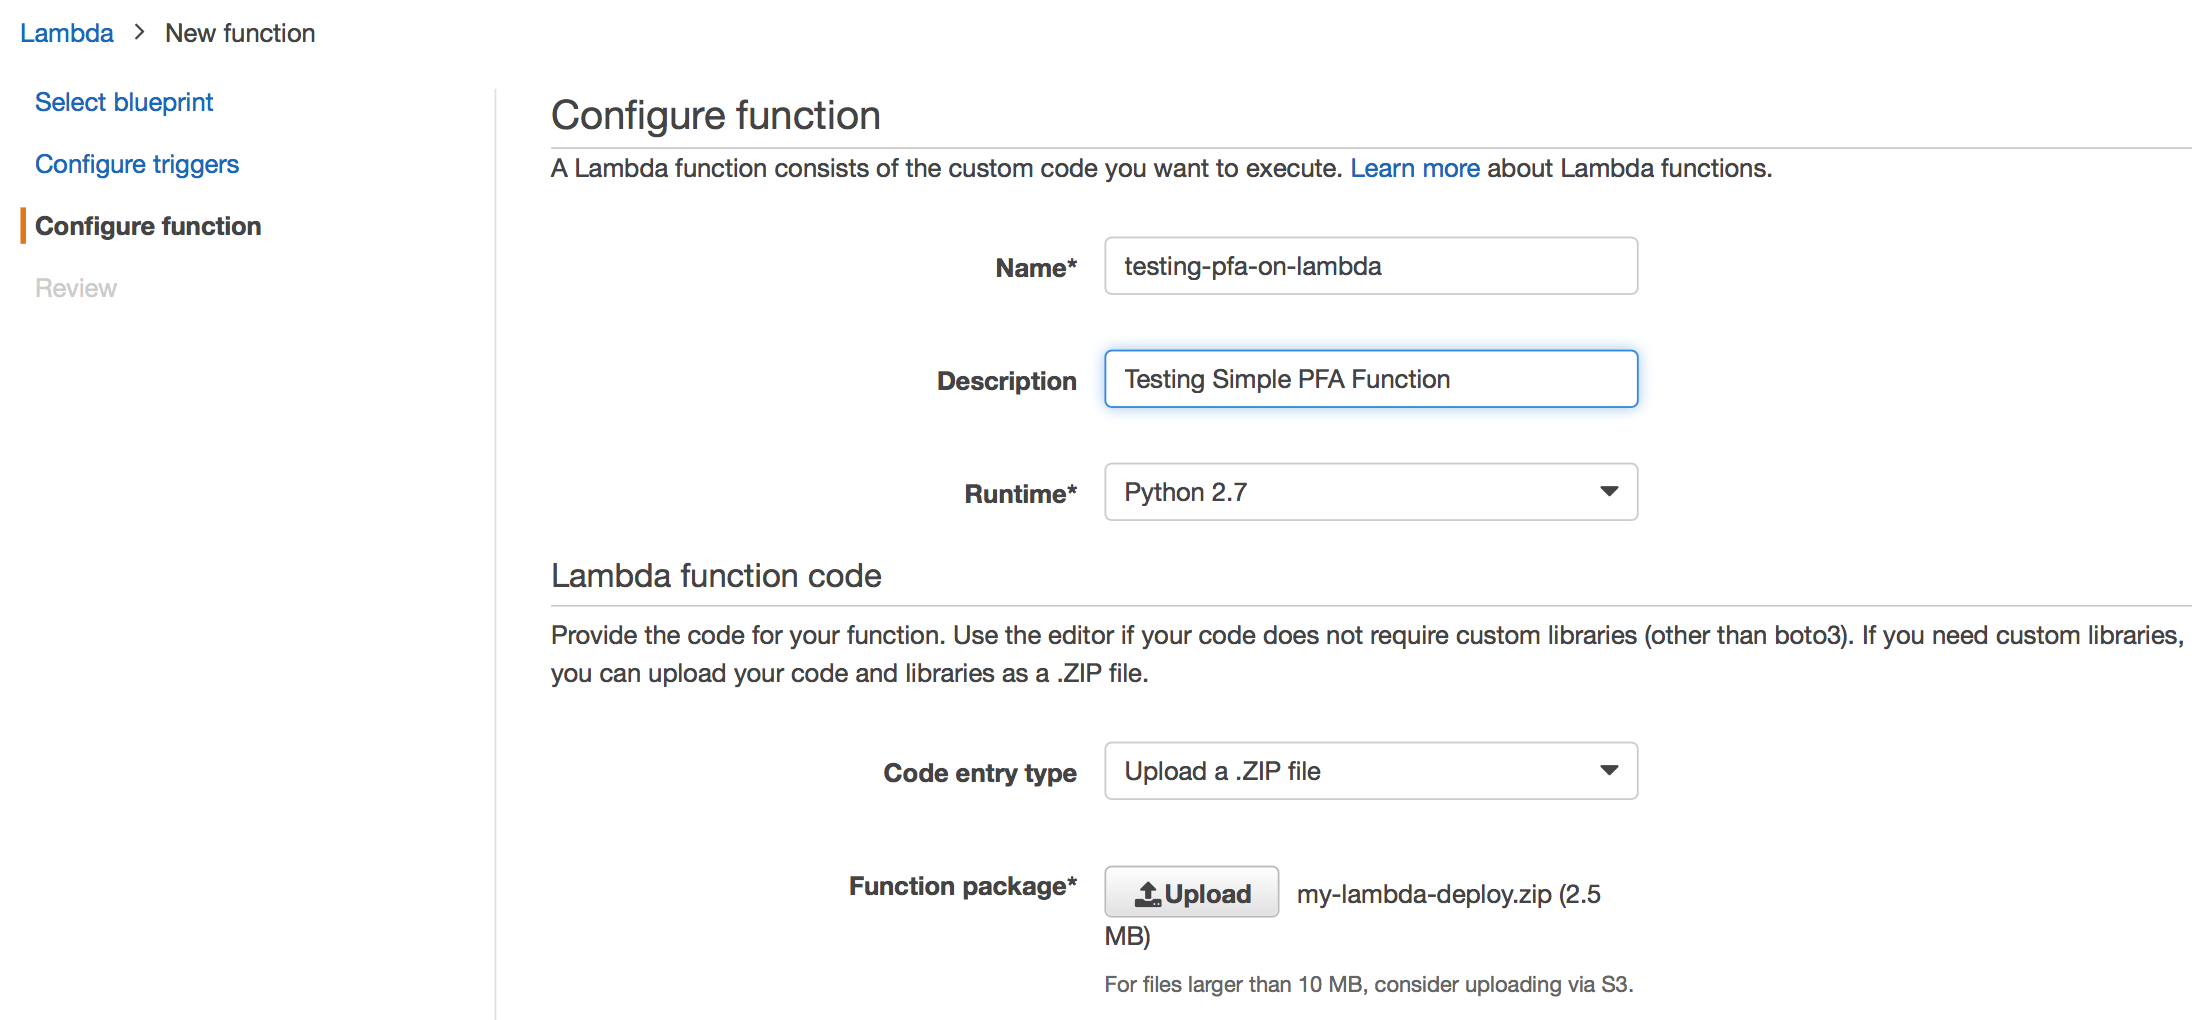 Lambda > New function
Select blueprint
Configure triggers
Configure function
Review
Configure function
A Lambda function consists of the custom code you want to execute. Learn more about Lambda functions.
Name* testing-pfa-on-lambda
Description Testing Simple PFA Function
Runtime* Python 2.7
Lambda function code
Provide the code for your function. Use the editor if your code does not require custom libraries (other than boto3). If you need custom libraries,
you can upload your code and libraries as a .ZIP file.
Code entry type Upload a .ZIP file
Function package* Upload my-lambda-deploy.zip (2.5
MB)
For files larger than 10 MB, consider uploading via S3.